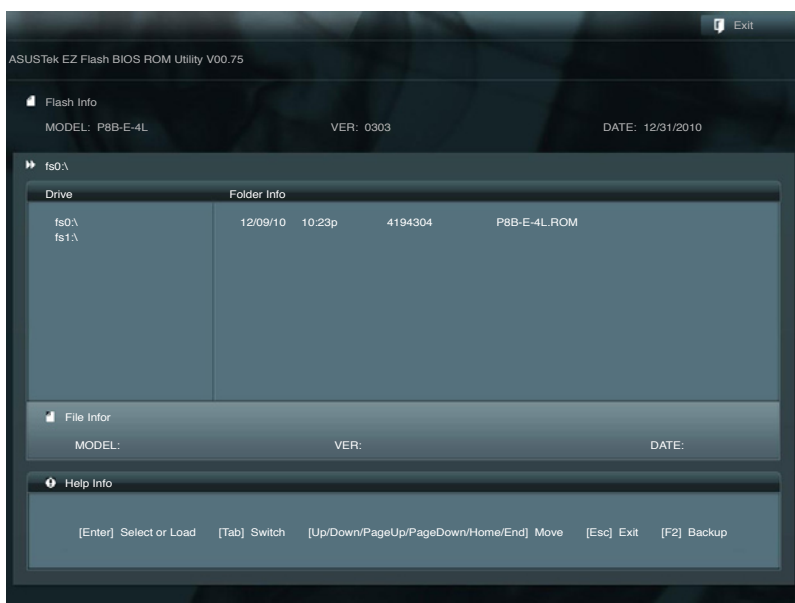 Exit
ASUSTek EZ Flash BIOS ROM Utility V00.75
Flash Info
MODEL: P8B-E-4L VER: 0303 DATE: 12/31/2010
fs0:\
Drive Folder Info
fs0:\ 12/09/10 10:23p 4194304 P8B-E-4L.ROM
fs1:\
File Infor
MODEL: VER: DATE:
Help Info
[Enter] Select or Load [Tab] Switch [Up/Down/PageUp/PageDown/Home/End] Move [Esc] Exit [F2] Backup